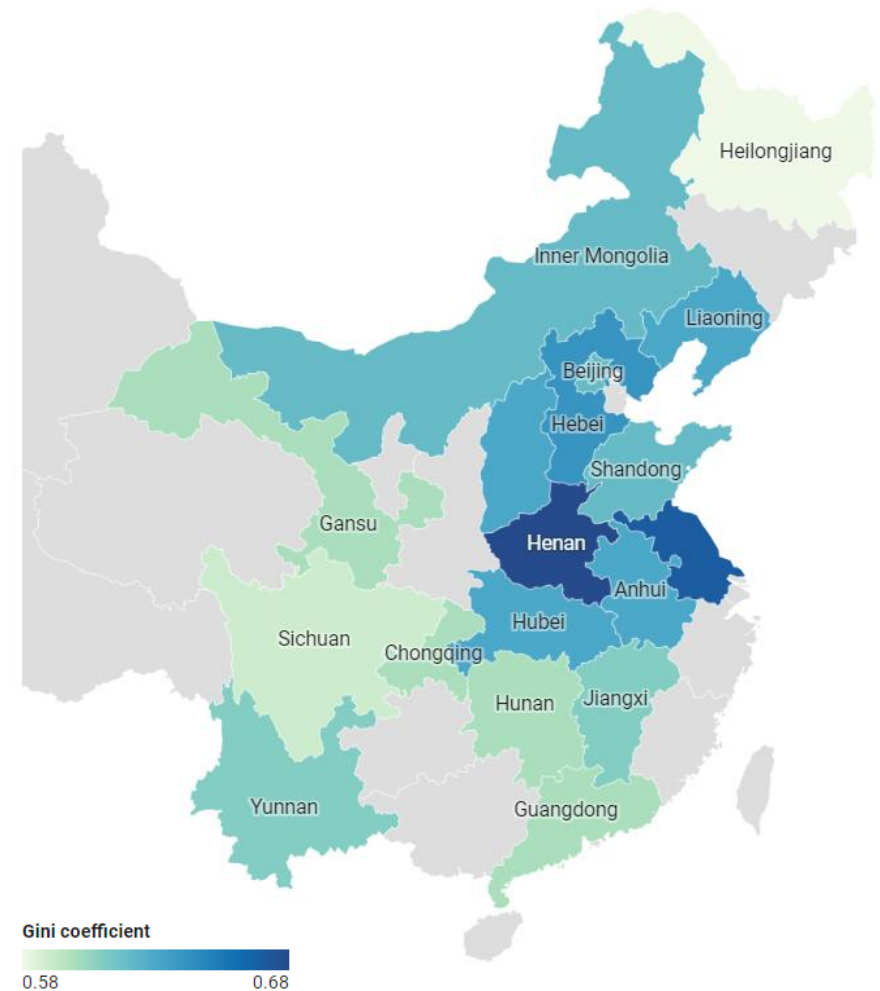 Heilongjiang
Inner Mongolia
Liaoning
Beijing
Hebei
Shandong
Gansu
Henan
Anhui
Hubei
Sichuan
Chongqing
Hunan
Jiangxi
Yunnan
Guangdong
Gini coefficient
0.58 0.68